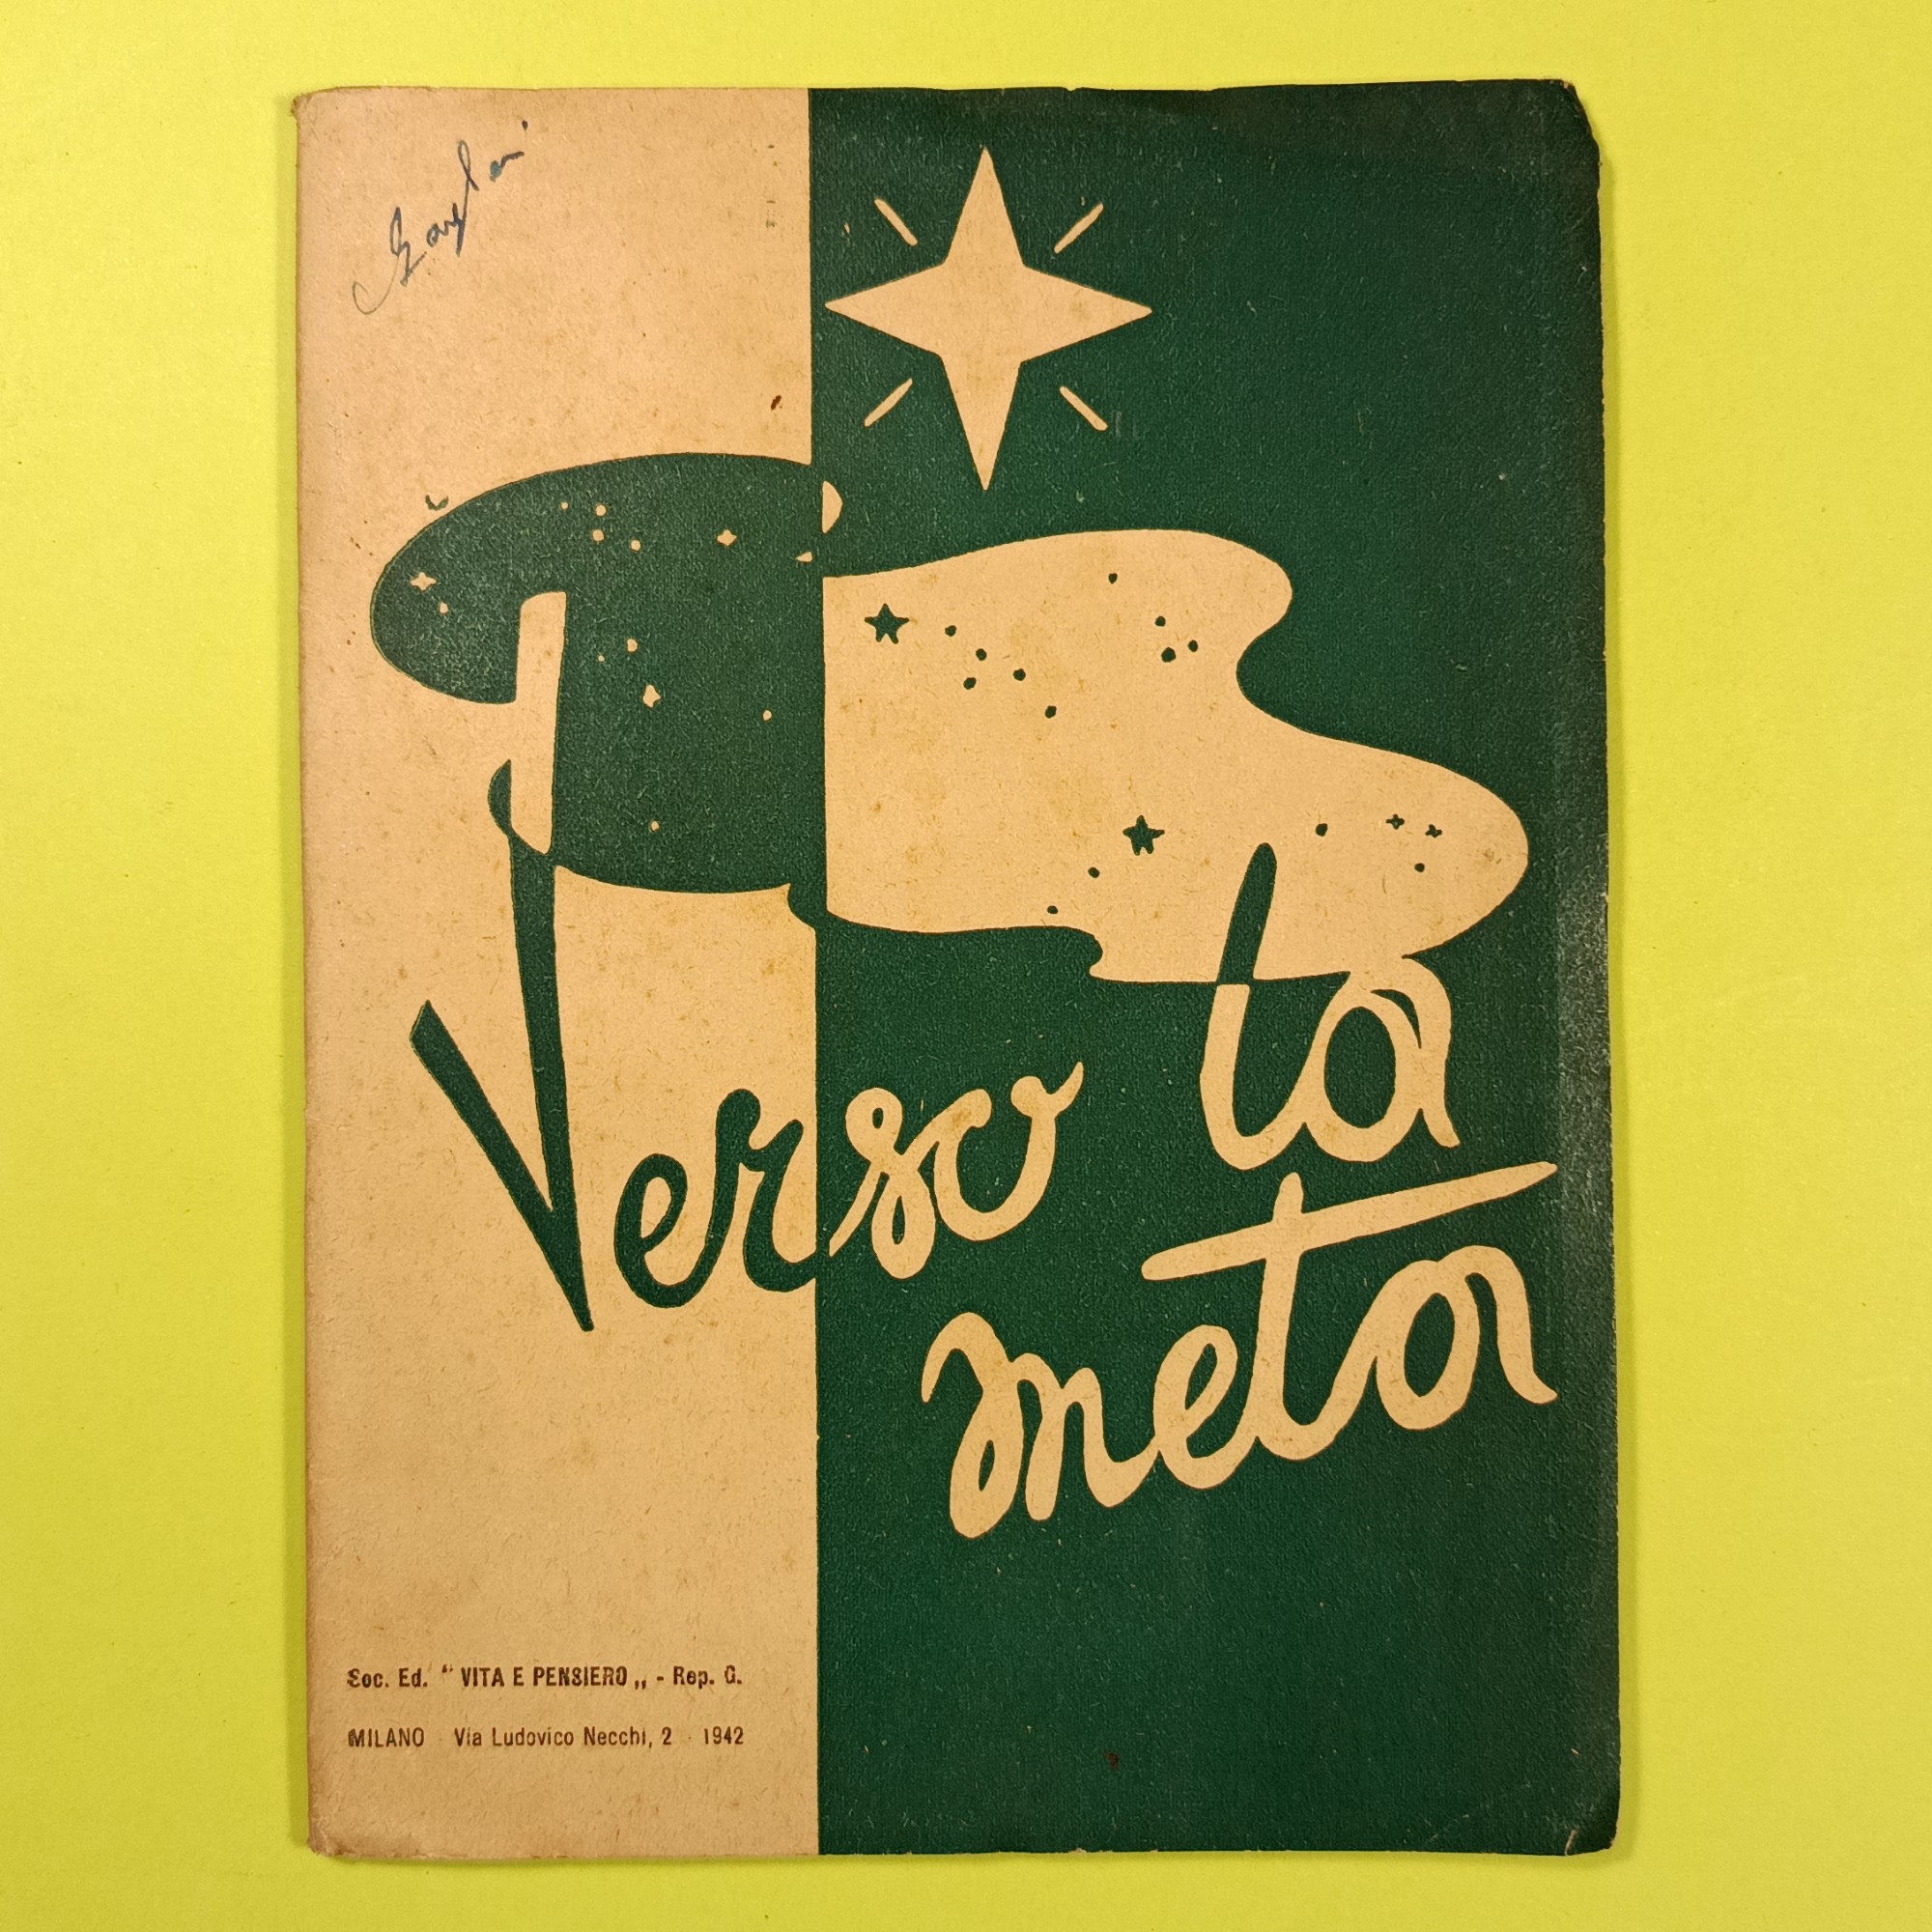 Verso la
meta
Soc. Ed. “ VITA E PENSIERO „ - Rep. G.
MILANO - Via Ludovico Necchi, 2 - 1942